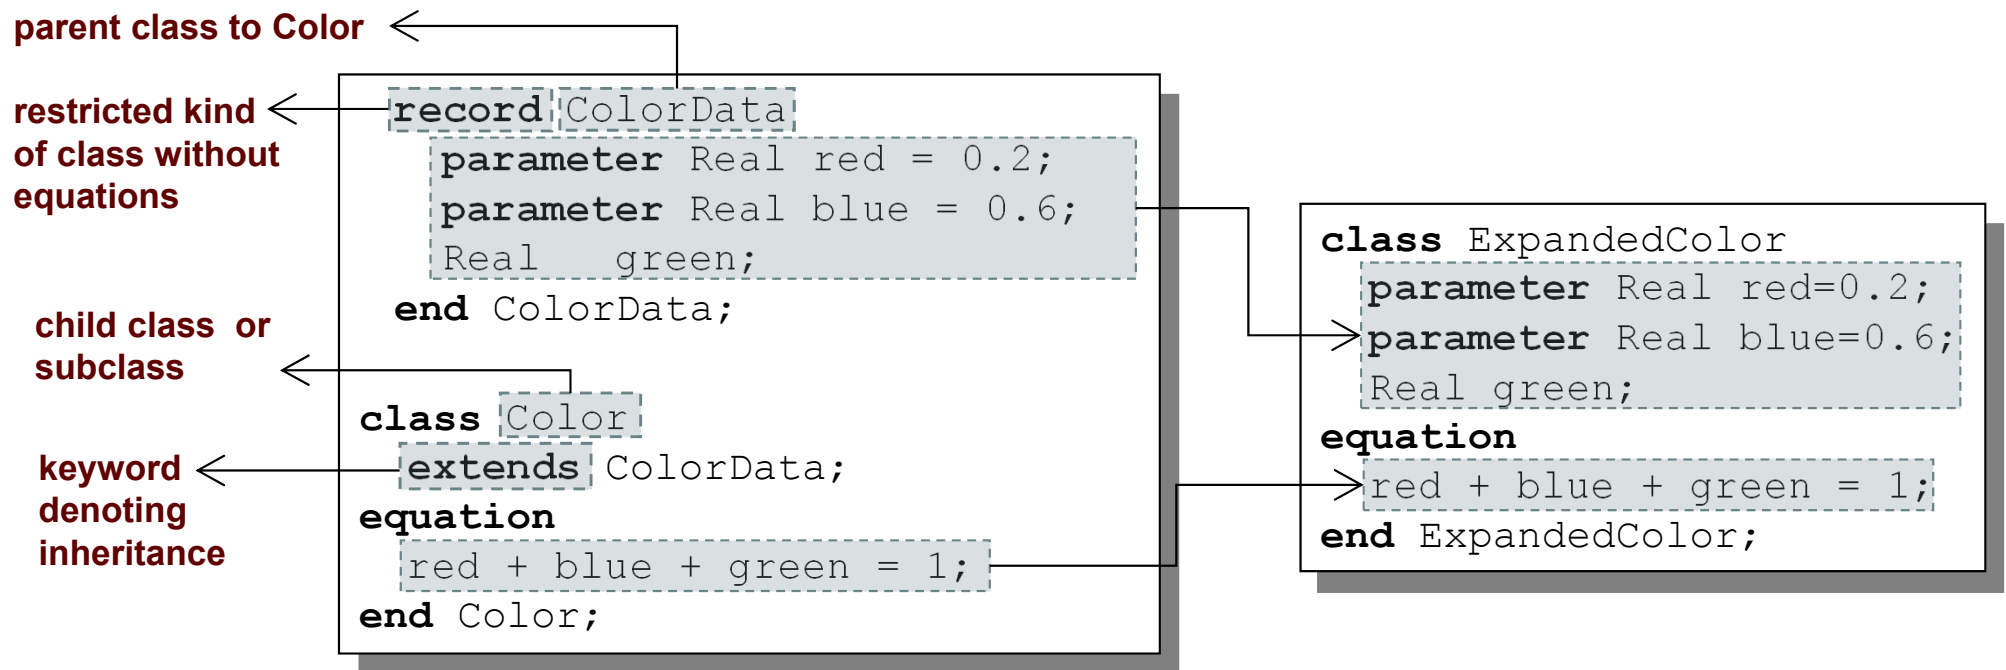 parent class to Color
restricted kind
of class without
equations
child class or
subclass
keyword
denoting
inheritance
record ColorData
parameter Real red = 0.2;
parameter Real blue = 0.6;
Real green;
end ColorData;
class Color
extends ColorData;
equation
red + blue + green = 1;
end Color;
class ExpandedColor
parameter Real red=0.2;
parameter Real blue=0.6;
Real green;
equation
red + blue + green = 1;
end ExpandedColor;